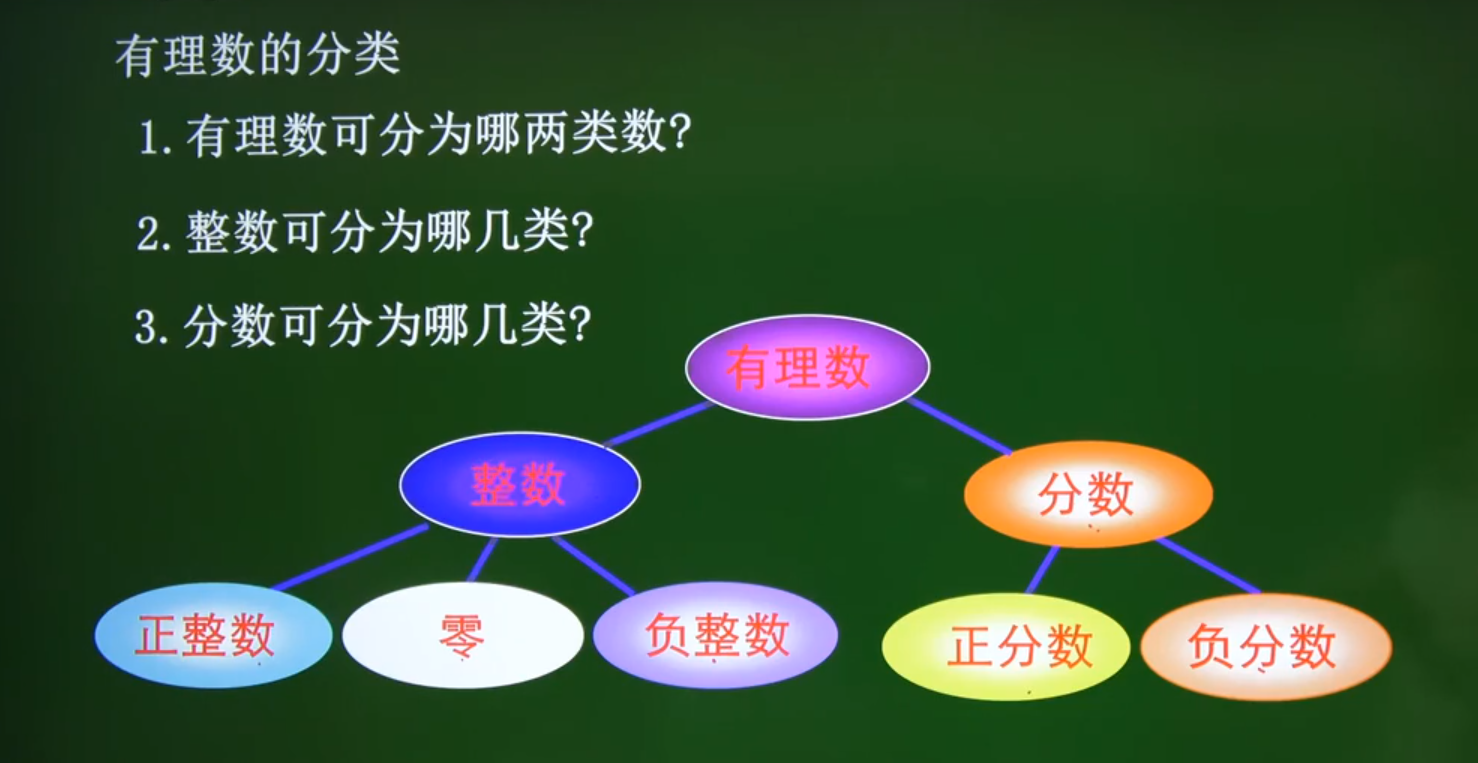 有理数的分类
1.有理数可分为哪两类数?
2.整数可分为哪几类?
3.分数可分为哪几类?
有理数
整数
分数
正整数
零
负整数
正分数
负分数